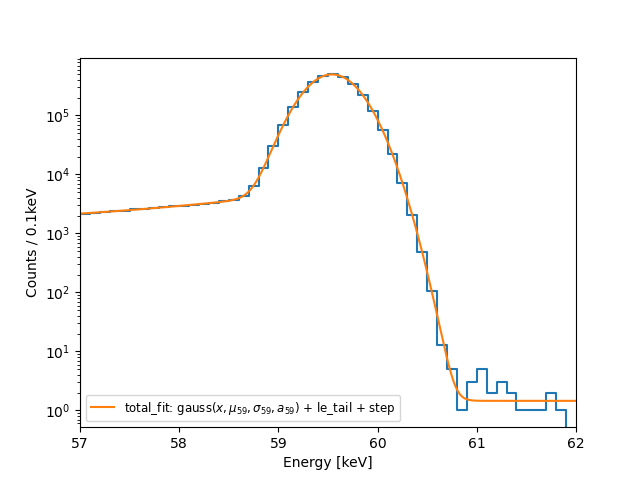 10⁵
10⁴
10³
10²
10¹
10⁰
Counts / 0.1keV
total_fit: gauss(x, μ₅₉, σ₅₉, a₅₉) + le_tail + step
57 58 59 60 61 62
Energy [keV]